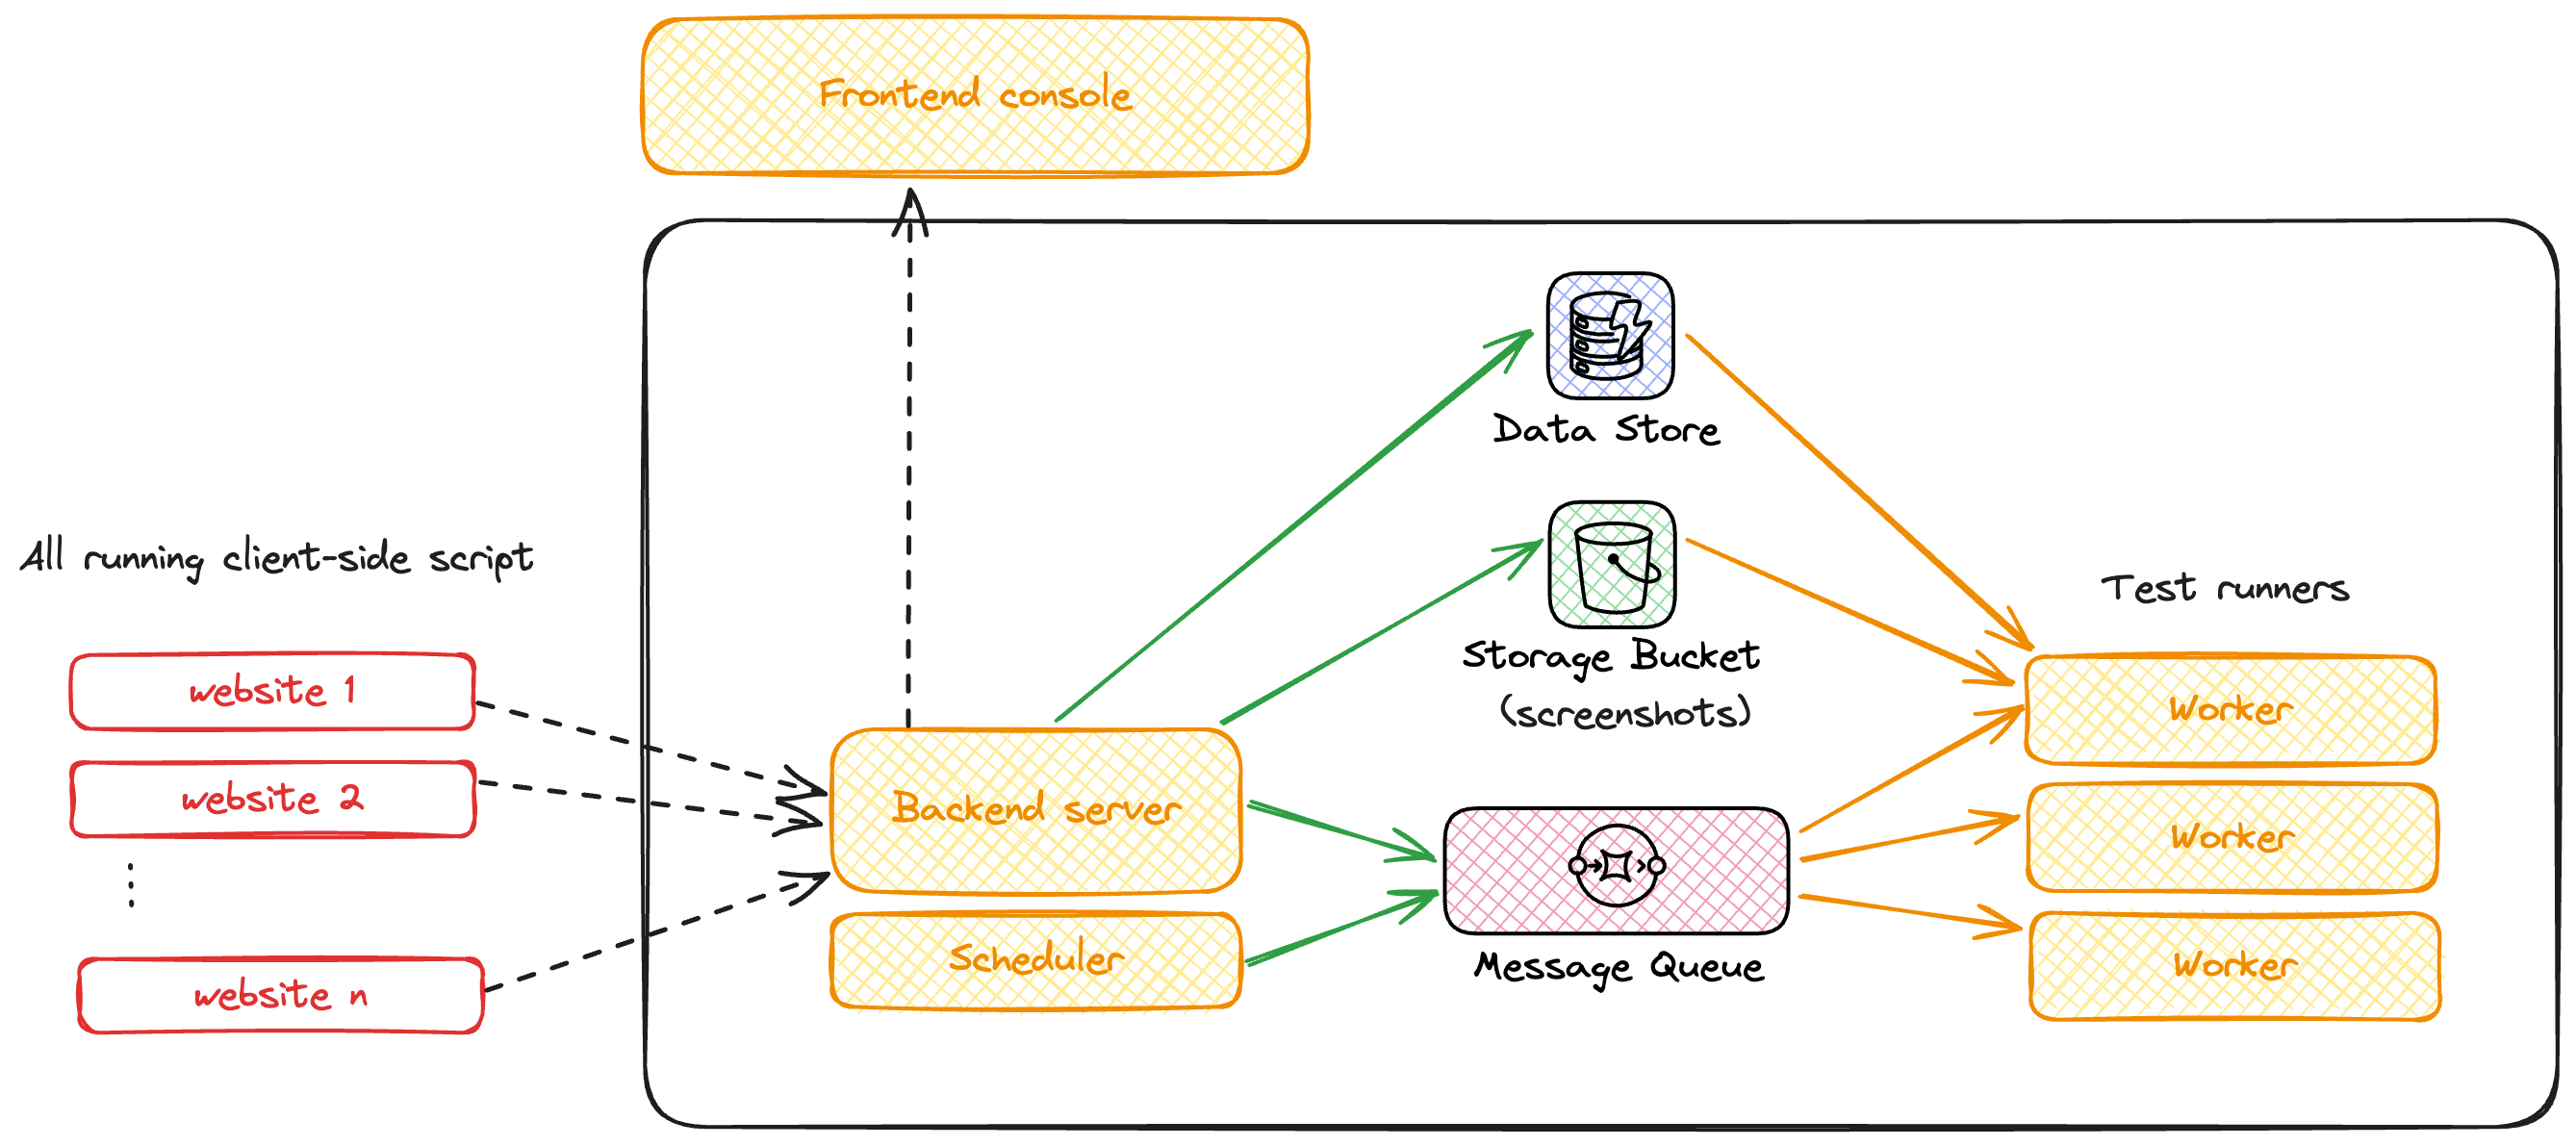 Frontend console
Data Store
All running client-side script
Storage Bucket
(screenshots)
Test runners
website 1
website 2
website n
Backend server
Scheduler
Message Queue
Worker
Worker
Worker